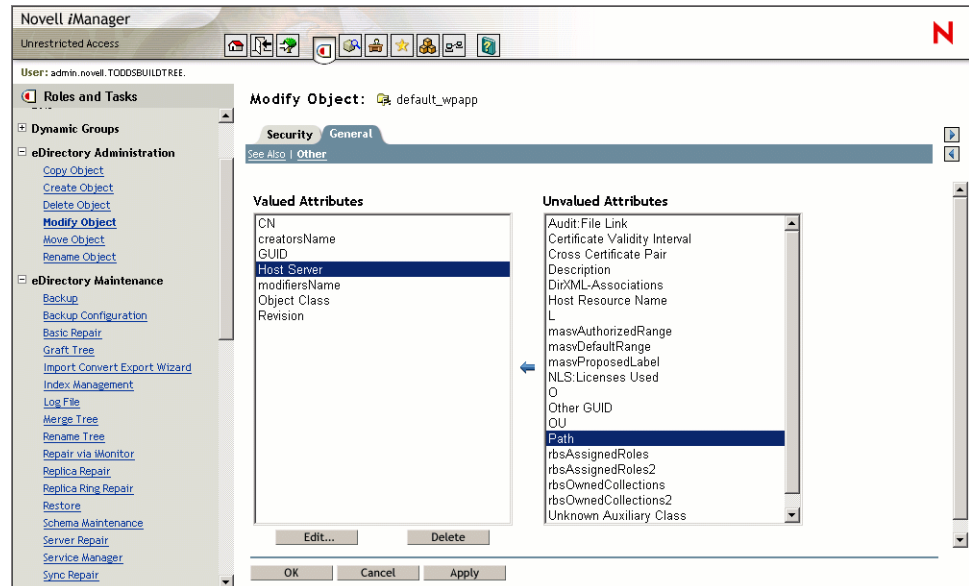 Novell iManager
Unrestricted Access
N
User: admin.novell.TODDSBUILDTREE.
Roles and Tasks
Dynamic Groups
eDirectory Administration
Copy Object
Create Object
Delete Object
Modify Object
Move Object
Rename Object
eDirectory Maintenance
Backup
Backup Configuration
Basic Repair
Graft Tree
Import Convert Export Wizard
Index Management
Log File
Merge Tree
Rename Tree
Repair via iMonitor
Replica Repair
Replica Ring Repair
Restore
Schema Maintenance
Server Repair
Service Manager
Sync Repair
Modify Object: default_wpapp
Security General
See Also | Other
Valued Attributes
CN
creatorsName
GUID
Host Server
modifiersName
Object Class
Revision
Edit... Delete
Unvalued Attributes
Audit:File Link
Certificate Validity Interval
Cross Certificate Pair
Description
DirXML-Associations
Host Resource Name
L
masvAuthorizedRange
masvDefaultRange
masvProposedLabel
NLS:Licenses Used
O
Other GUID
OU
Path
rbsAssignedRoles
rbsAssignedRoles2
rbsOwnedCollections
rbsOwnedCollections2
Unknown Auxiliary Class
OK Cancel Apply